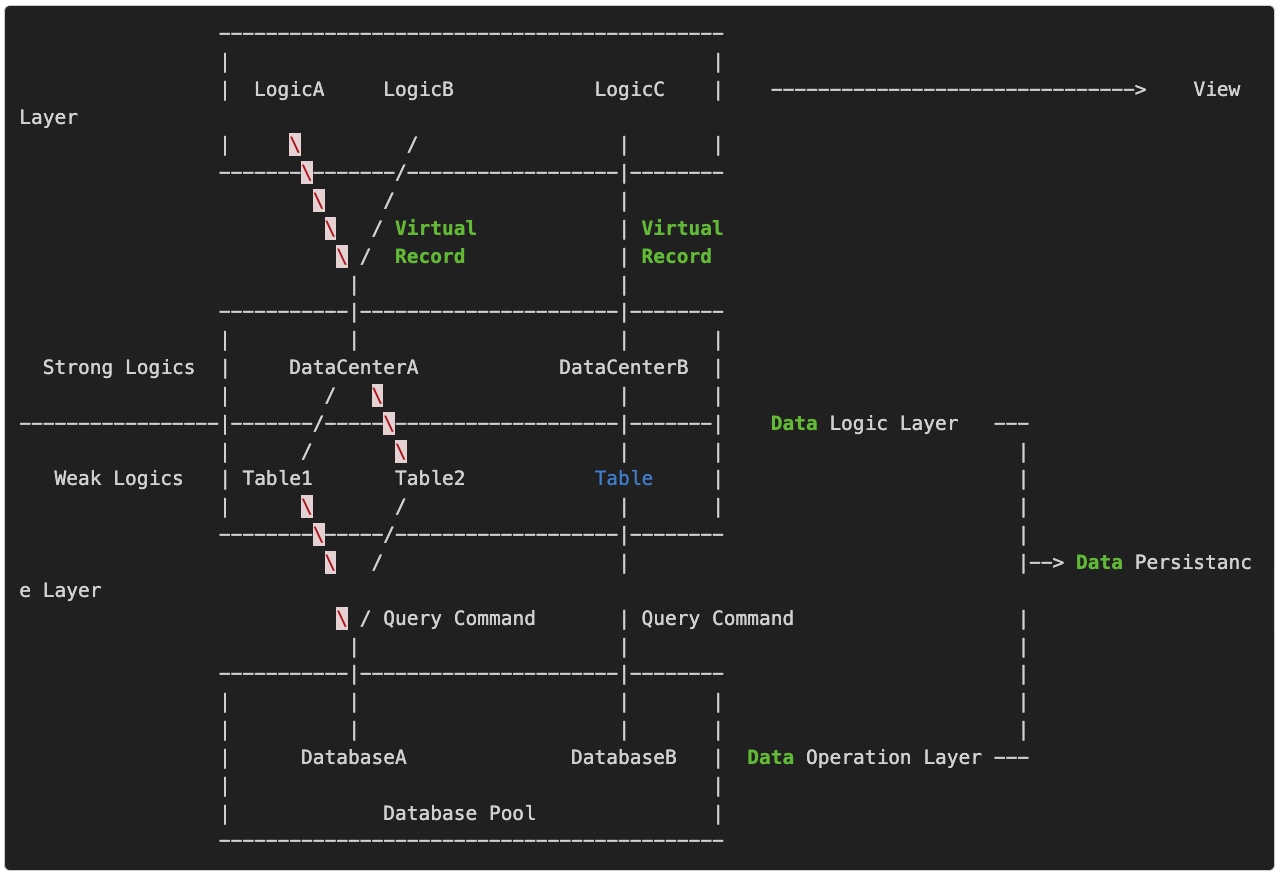 -------------------------------------------
| |
| LogicA LogicB LogicC | -------------------------------> View
Layer
| \ / | |
-------\-------/------------------|--------
\ / |
\ / Virtual | Virtual
\ / Record | Record
| |
-----------|----------------------|--------
| | | |
Strong Logics | DataCenterA DataCenterB |
| / \ | |
-----------------|-------/-----\-------------------|-------| Data Logic Layer ---
| / \ | | |
Weak Logics | Table1 Table2 Table | |
| \ / | | |
--------\-----/-------------------|-------- |
\ / | |--> Data Persistanc
e Layer
\ / Query Command | Query Command |
| | |
-----------|----------------------|-------- |
| | | | |
| | | | |
| DatabaseA DatabaseB | Data Operation Layer ---
| |
| Database Pool |
-------------------------------------------